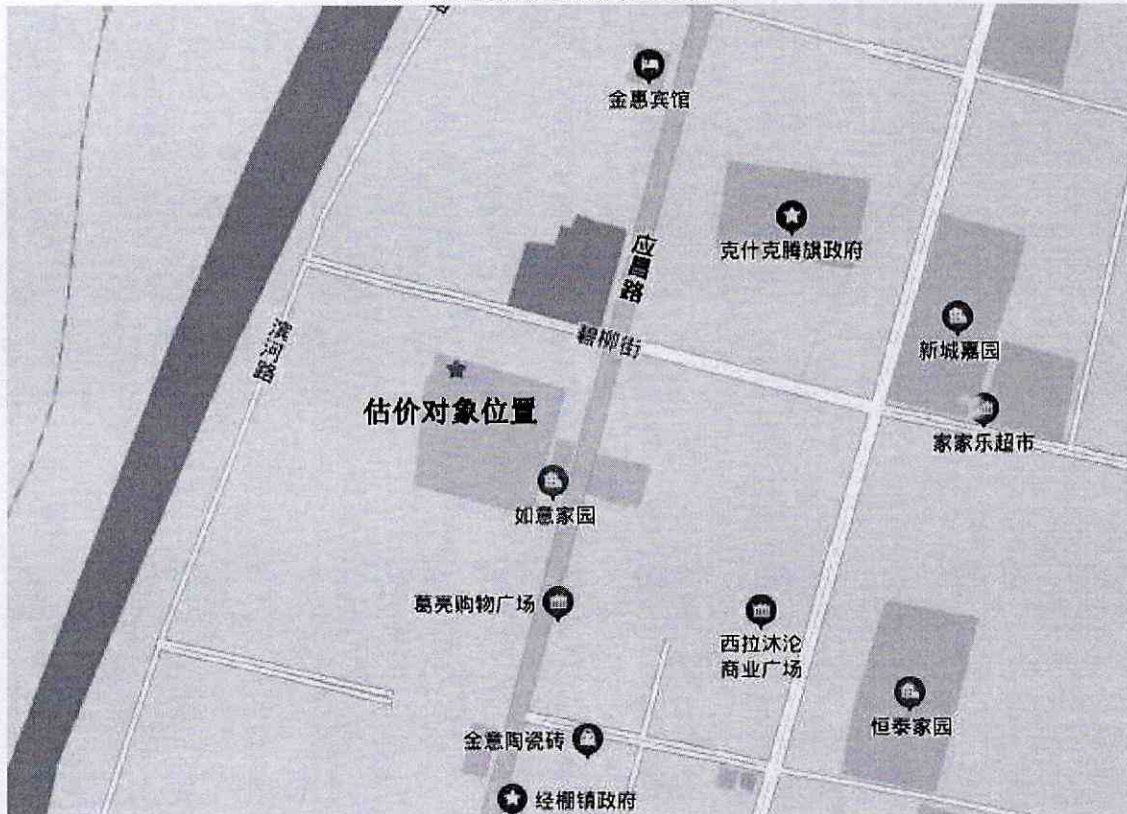 金惠宾馆
克什克腾旗政府
应昌路
碧柳街
新城嘉园
滨河路
估价对象位置
家家乐超市
如意家园
葛亮购物广场
西拉沐沦
商业广场
恒泰家园
金意陶瓷砖
经棚镇政府